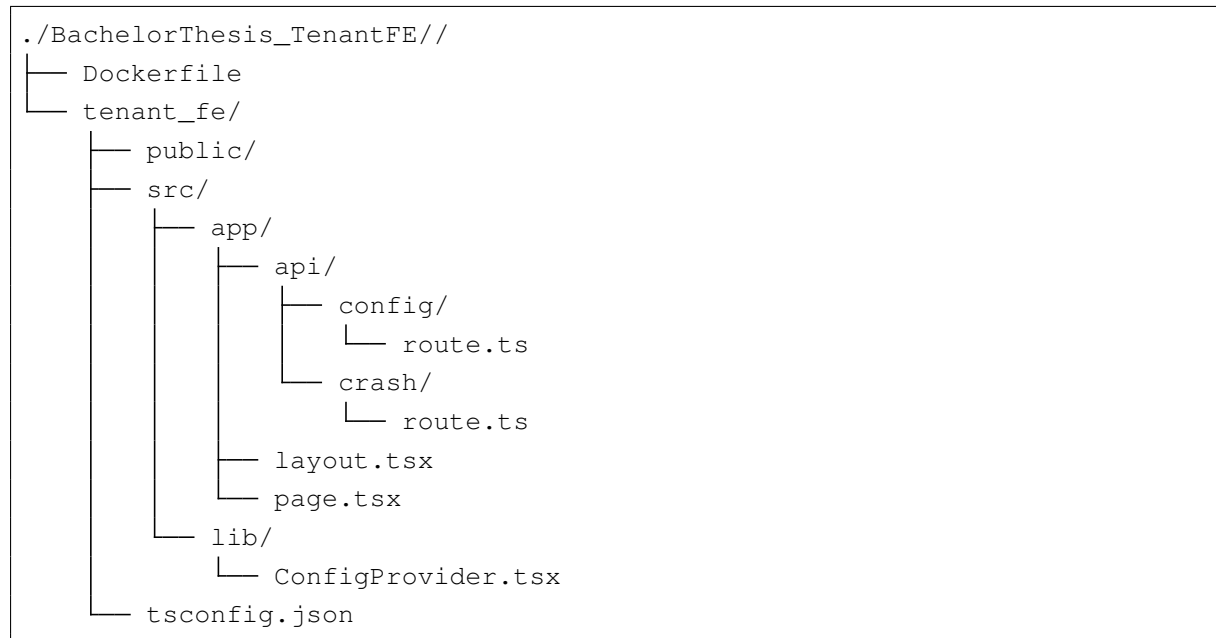 ./BachelorThesis_TenantFE//
├── Dockerfile
└── tenant_fe/
    ├── public/
    ├── src/
    │   ├── app/
    │   │   ├── api/
    │   │   │   ├── config/
    │   │   │   │   └── route.ts
    │   │   │   └── crash/
    │   │   │       └── route.ts
    │   │   ├── layout.tsx
    │   │   └── page.tsx
    │   └── lib/
    │       └── ConfigProvider.tsx
    └── tsconfig.json